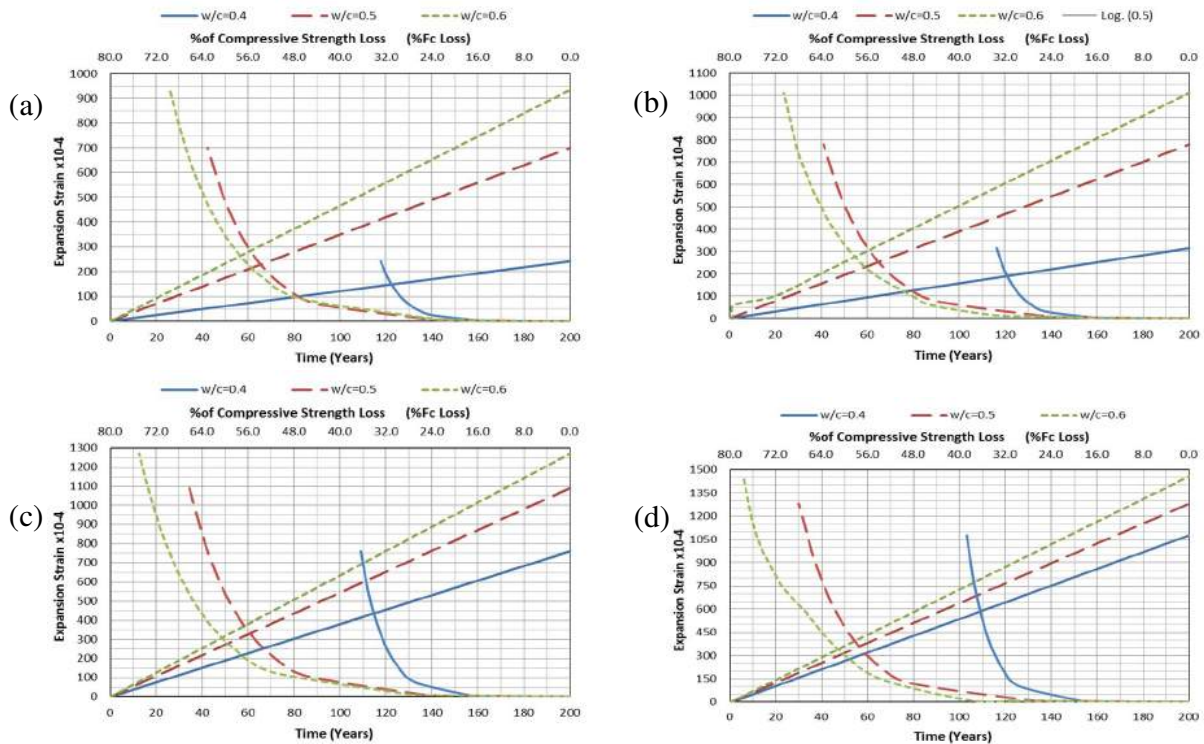 (a)
w/c=0.4 w/c=0.5 w/c=0.6
%of Compressive Strength Loss (%Fc Loss)
80.0 72.0 64.0 56.0 48.0 40.0 32.0 24.0 16.0 8.0 0.0
1000
900
800
700
600
500
400
300
200
100
0
Expansion Strain x10-4
0 20 40 60 80 100 120 140 160 180 200
Time (Years)
(b)
w/c=0.4 w/c=0.5 w/c=0.6 Log. (0.5)
%of Compressive Strength Loss (%Fc Loss)
80.0 72.0 64.0 56.0 48.0 40.0 32.0 24.0 16.0 8.0 0.0
1100
1000
900
800
700
600
500
400
300
200
100
0
Expansion Strain x10-4
0 20 40 60 80 100 120 140 160 180 200
Time (Years)
(c)
w/c=0.4 w/c=0.5 w/c=0.6
%of Compressive Strength Loss (%Fc Loss)
80.0 72.0 64.0 56.0 48.0 40.0 32.0 24.0 16.0 8.0 0.0
1300
1200
1100
1000
900
800
700
600
500
400
300
200
100
0
Expansion Strain x10-4
0 20 40 60 80 100 120 140 160 180 200
Time (Years)
(d)
w/c=0.4 w/c=0.5 w/c=0.6
%of Compressive Strength Loss (%Fc Loss)
80.0 72.0 64.0 56.0 48.0 40.0 32.0 24.0 16.0 8.0 0.0
1500
1350
1200
1050
900
750
600
450
300
150
0
Expansion Strain x10-4
0 20 40 60 80 100 120 140 160 180 200
Time (Years)